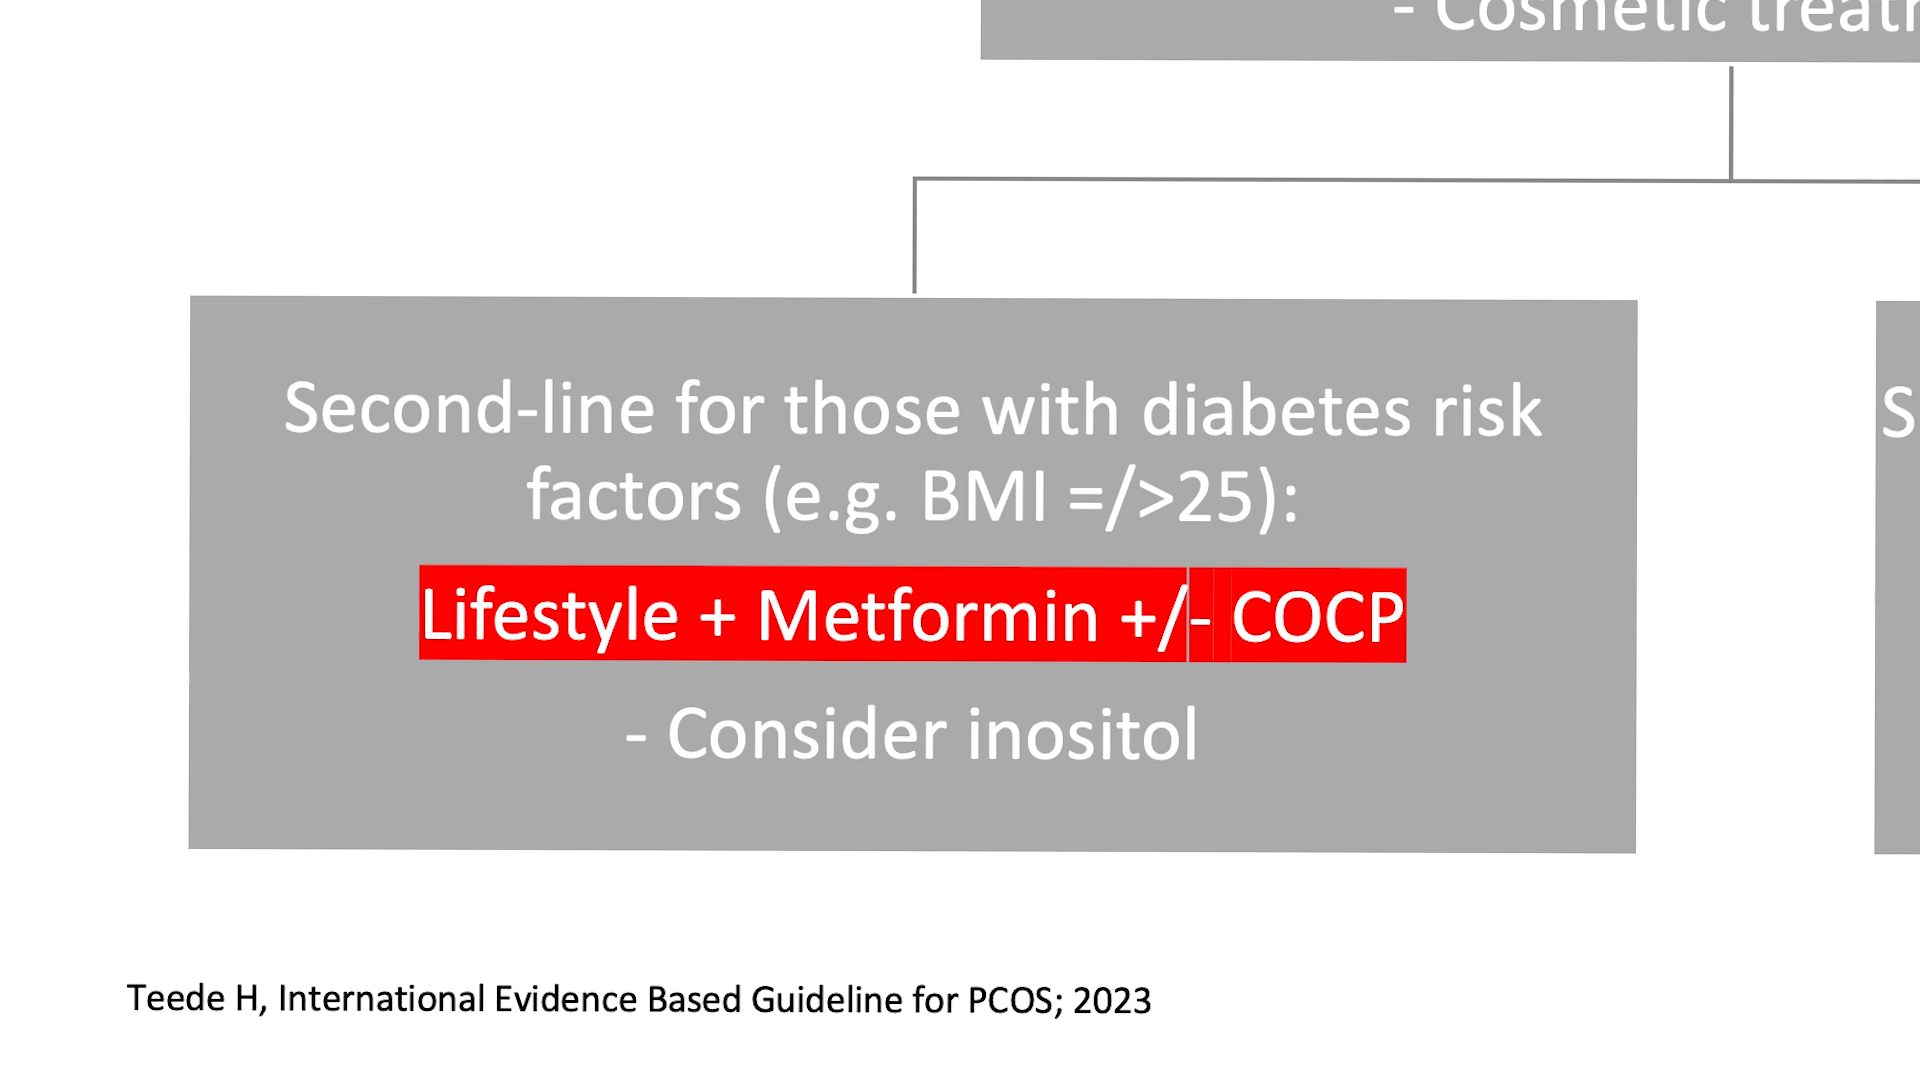 - Cosmetic
Second-line for those with diabetes risk
factors (e.g. BMI =/>25):
Lifestyle + Metformin +/- COCP
- Consider inositol
S
Teede H, International Evidence Based Guideline for PCOS; 2023